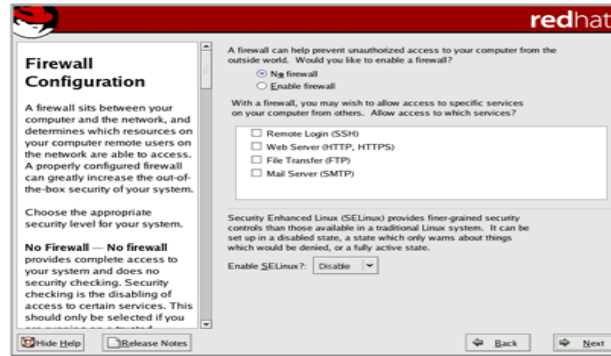 redhat
Firewall
Configuration
A firewall sits between your
computer and the network, and
determines which resources on
your computer remote users on
the network are able to access.
A properly configured firewall
can greatly increase the out-of-
the-box security of your system.
Choose the appropriate
security level for your system.
No Firewall — No firewall
provides complete access to
your system and does no
security checking. Security
checking is the disabling of
access to certain services. This
should only be selected if you
A firewall can help prevent unauthorized access to your computer from the
outside world. Would you like to enable a firewall?
No firewall
Enable firewall
With a firewall, you may wish to allow access to specific services
on your computer from others. Allow access to which services?
Remote Login (SSH)
Web Server (HTTP, HTTPS)
File Transfer (FTP)
Mail Server (SMTP)
Security Enhanced Linux (SELinux) provides finer-grained security
controls than those available in a traditional Linux system. It can be
set up in a disabled state, a state which only warns about things
which would be denied, or a fully active state.
Enable SELinux?: Disable
Hide Help
Release Notes
Back
Next